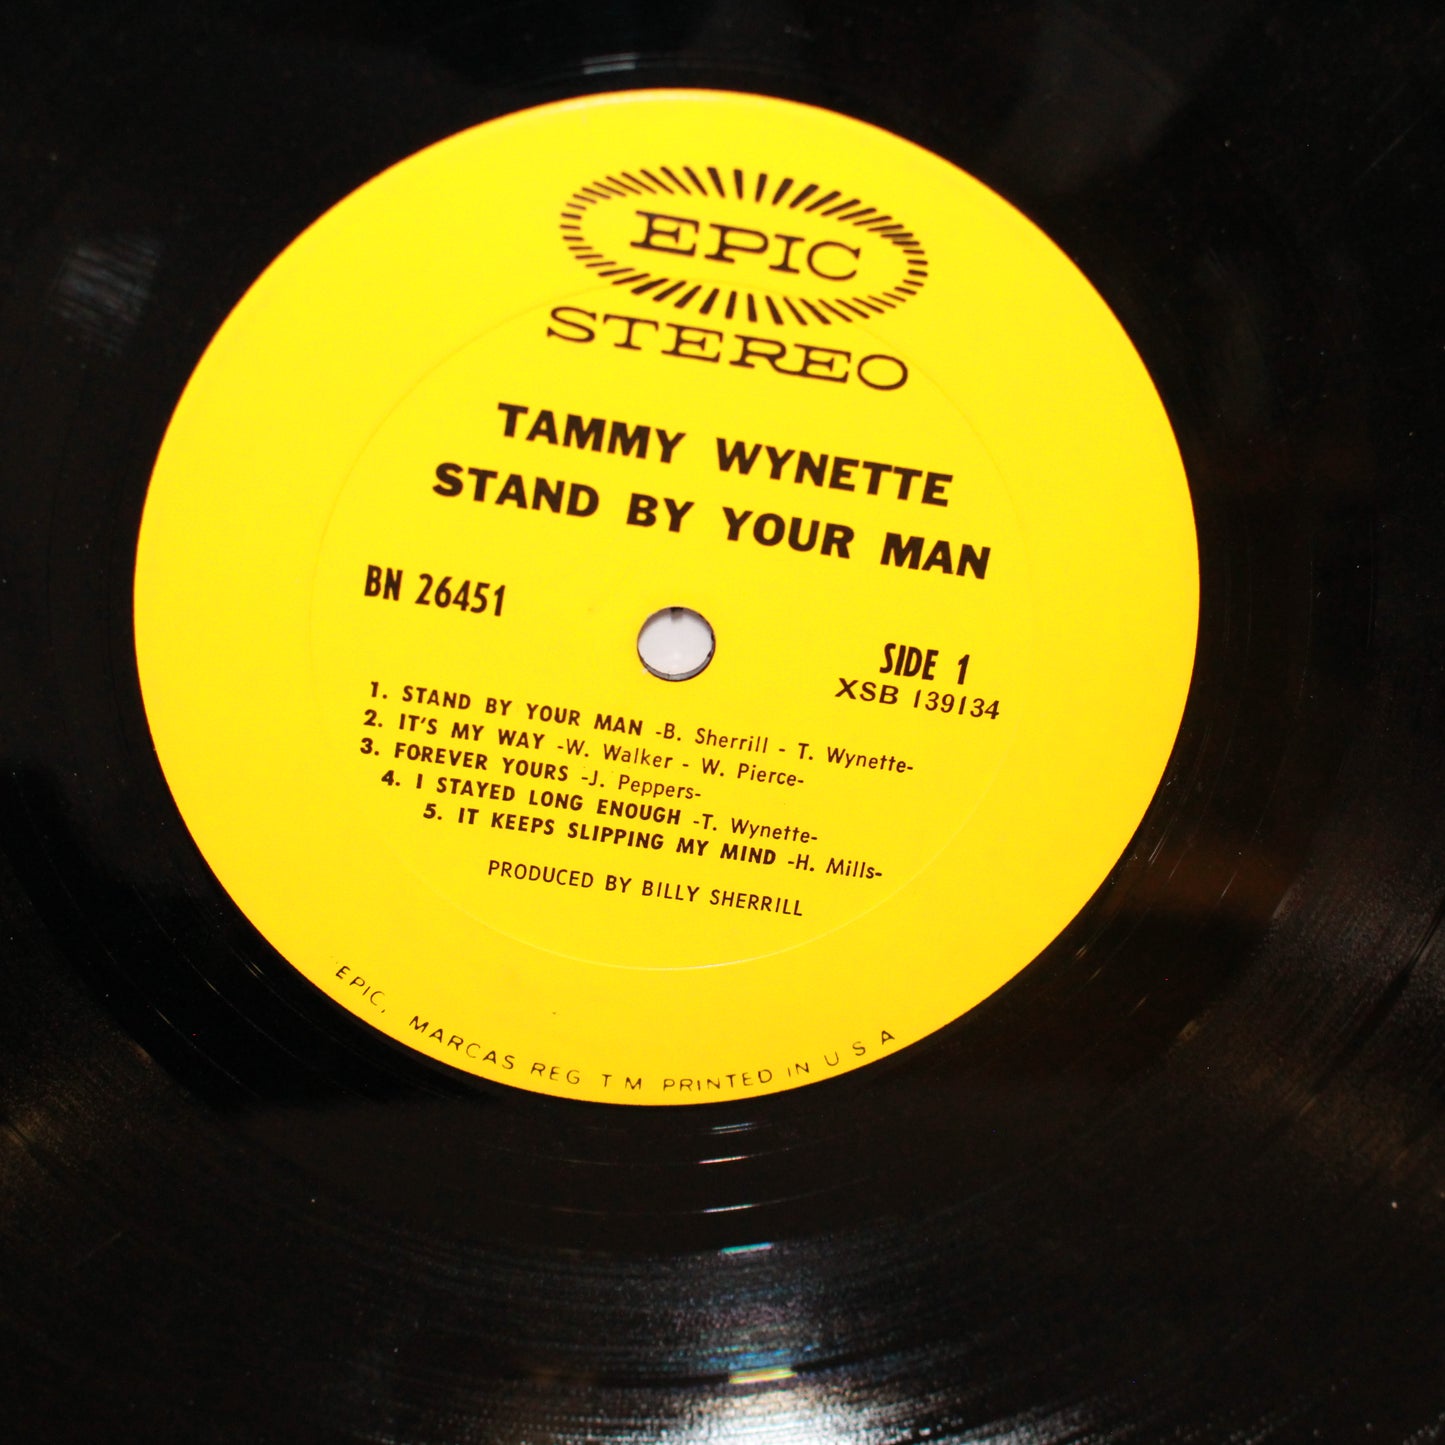 EPIC
STEREO
TAMMY WYNETTE
STAND BY YOUR MAN
BN 26451
SIDE 1
XSB 139134
1. STAND BY YOUR MAN -B. Sherrill - T. Wynette-
2. IT'S MY WAY -W. Walker - W. Pierce-
3. FOREVER YOURS -J. Peppers-
4. I STAYED LONG ENOUGH -T. Wynette-
5. IT KEEPS SLIPPING MY MIND -H. Mills-
PRODUCED BY BILLY SHERRILL
EPIC, MARCAS REG T M PRINTED IN U S A